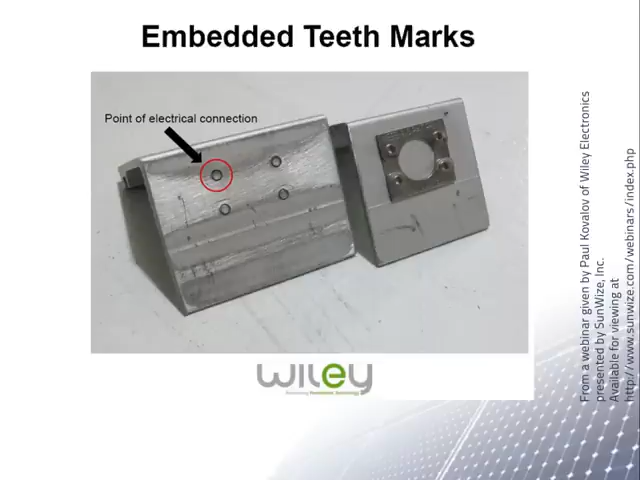 Embedded Teeth Marks
Point of electrical connection
wiley
From a webinar given by Paul Kovalov of Wiley Electronics
presented by SunWize, Inc.
Available for viewing at
http://www.sunwize.com/webinars/index.php